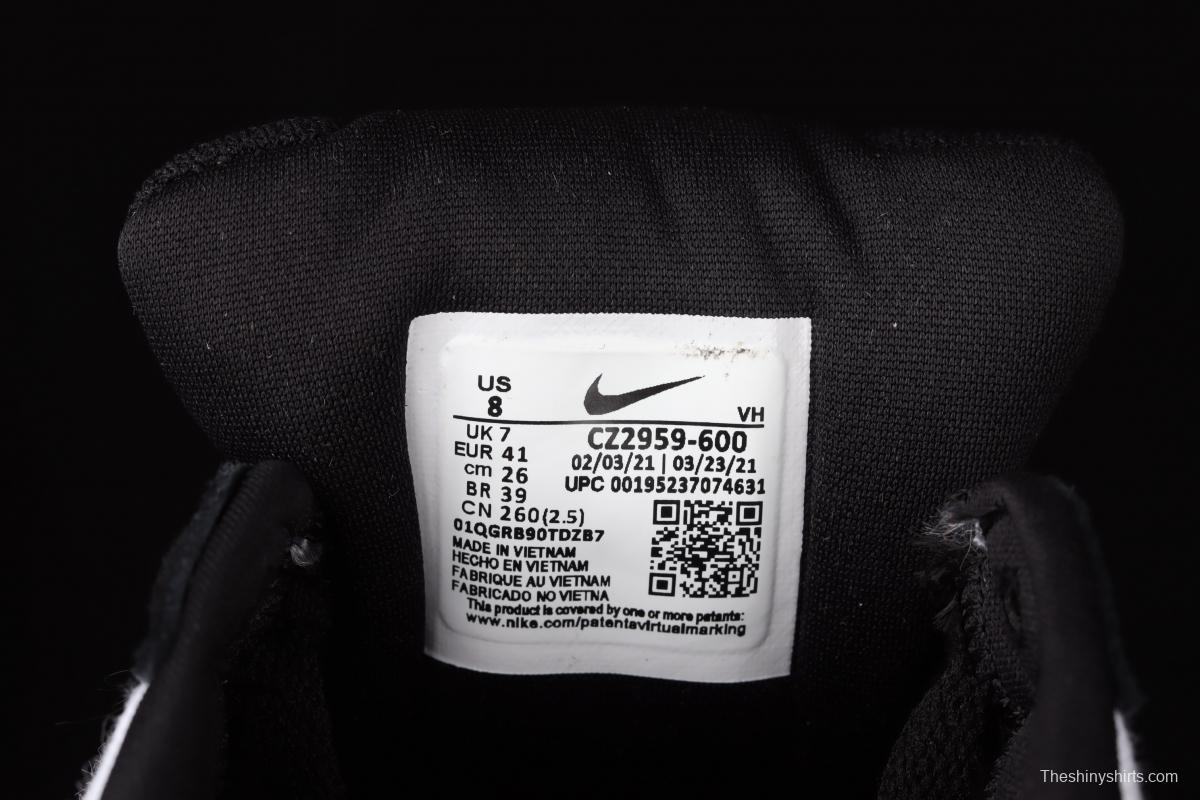 US
8
VH
UK 7
EUR 41
cm 26
BR 39
CN 260(2.5)
CZ2959-600
02/03/21 | 03/23/21
UPC 00195237074631
01QGRB90TDZB7
MADE IN VIETNAM
HECHO EN VIETNAM
FABRIQUE AU VIETNAM
FABRICADO NO VIETNA
This product is covered by one or more patents:
www.nike.com/patentavirtualmarking
Theshinyshirts.com